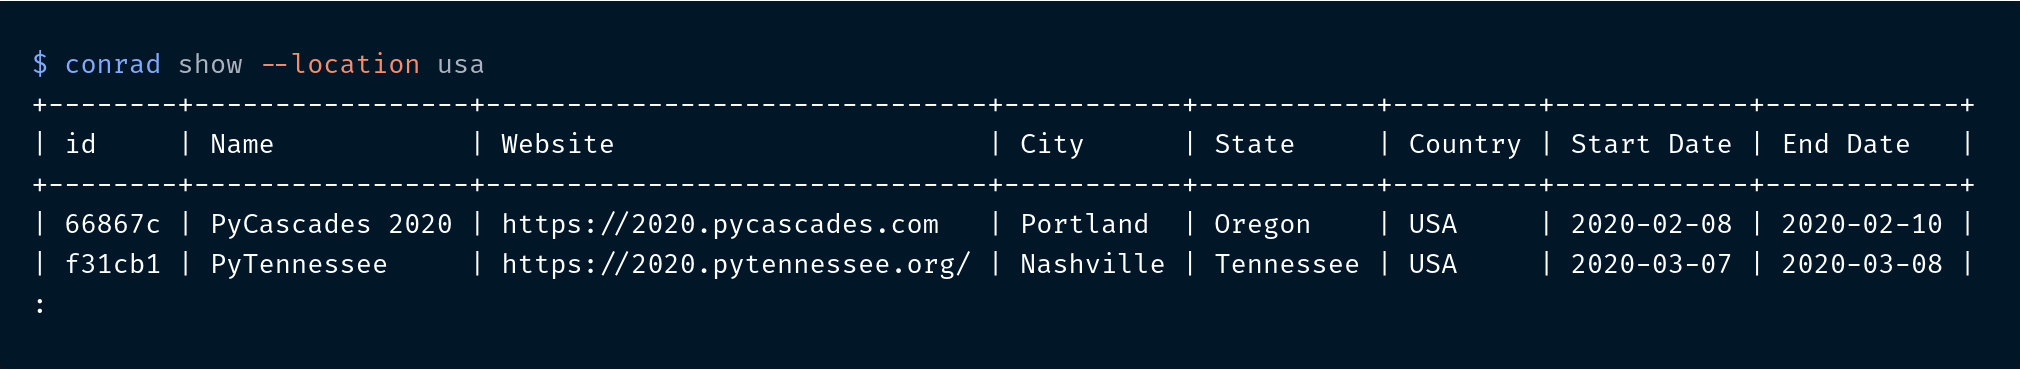 $ conrad show --location usa
+--------+-----------------+-------------------------------+-----------+-----------+---------+------------+------------+
| id     | Name            | Website                       | City      | State     | Country | Start Date | End Date   |
+--------+-----------------+-------------------------------+-----------+-----------+---------+------------+------------+
| 66867c | PyCascades 2020 | https://2020.pycascades.com   | Portland  | Oregon    | USA     | 2020-02-08 | 2020-02-10 |
| f31cb1 | PyTennessee     | https://2020.pytennessee.org/ | Nashville | Tennessee | USA     | 2020-03-07 | 2020-03-08 |
: